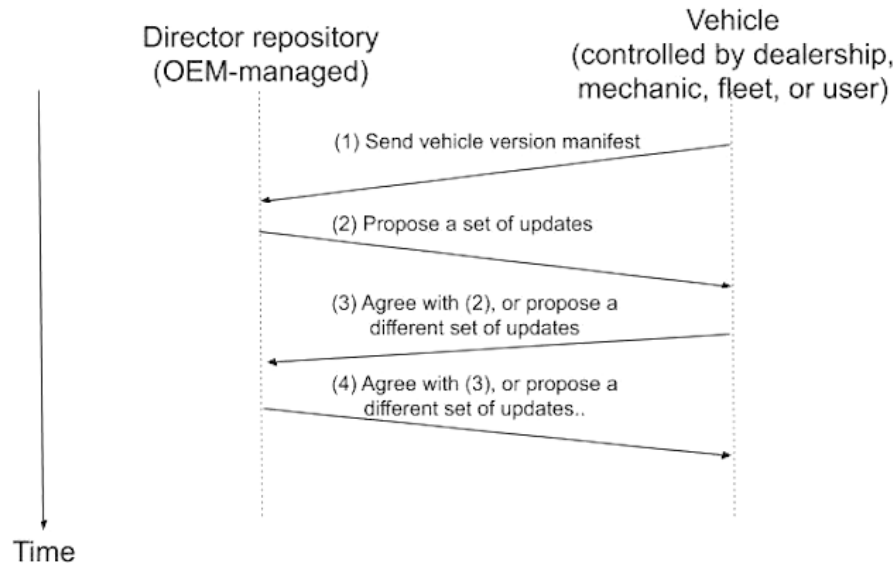 Director repository
(OEM-managed)
Vehicle
(controlled by dealership,
mechanic, fleet, or user)
(1) Send vehicle version manifest
(2) Propose a set of updates
(3) Agree with (2), or propose a
different set of updates
(4) Agree with (3), or propose a
different set of updates..
Time